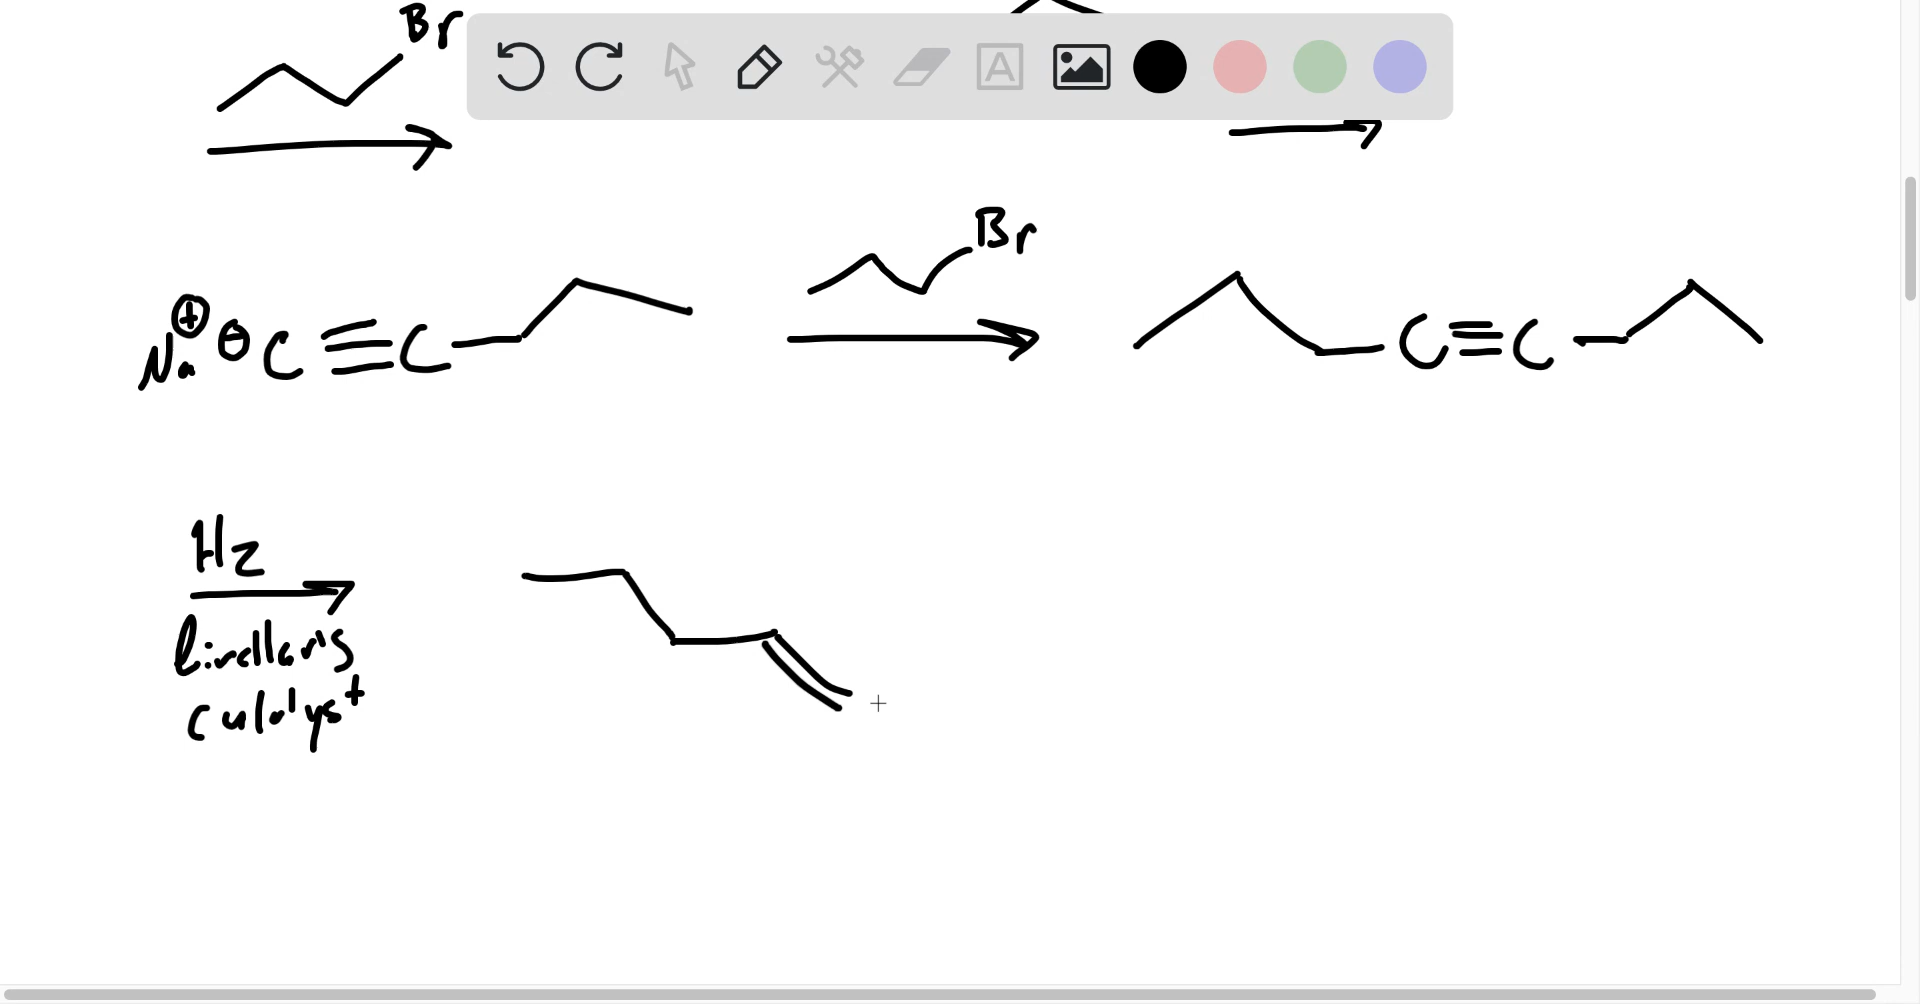 Br
A
Br
Na ⊕ ⊖ C ≡ C
C ≡ C
H2
lindlar's
catalyst